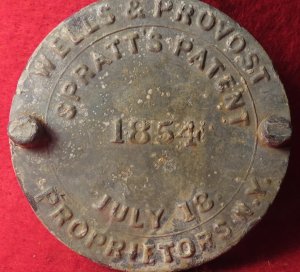 WELLS & PROVOST
SPRATT'S PATENT
1854
JULY 18.
PROPRIETORS N.Y.